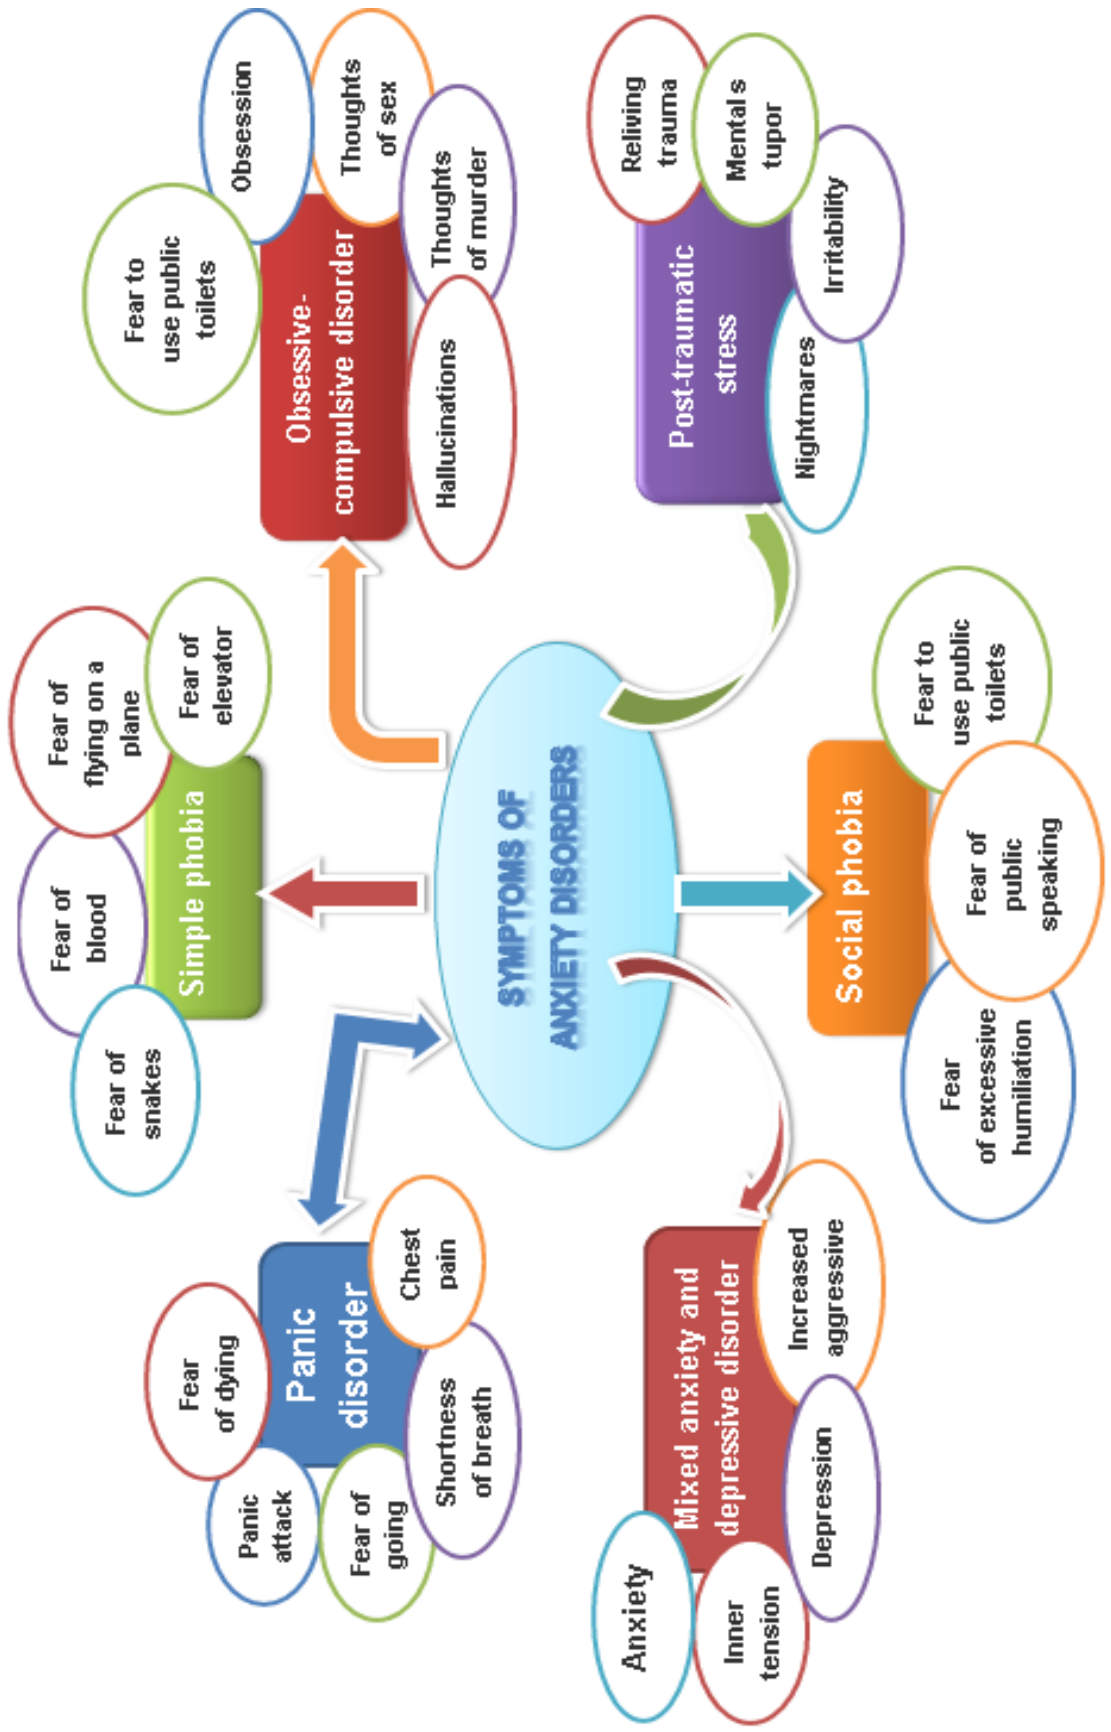 SYMPTOMS OF
ANXIETY DISORDERS
Panic
disorder
Fear
of dying
Panic
attack
Fear of
going
Shortness
of breath
Chest
pain
Simple phobia
Fear of
snakes
Fear of
blood
Fear of
flying on a
plane
Fear of
elevator
Obsessive-
compulsive disorder
Fear to
use public
toilets
Obsession
Thoughts
of sex
Thoughts
of murder
Hallucinations
Mixed anxiety and
depressive disorder
Anxiety
Inner
tension
Depression
Increased
aggressive
Social phobia
Fear
of excessive
humiliation
Fear of
public
speaking
Fear to
use public
toilets
Post-traumatic
stress
Reliving
trauma
Mental s
tupor
Irritability
Nightmares